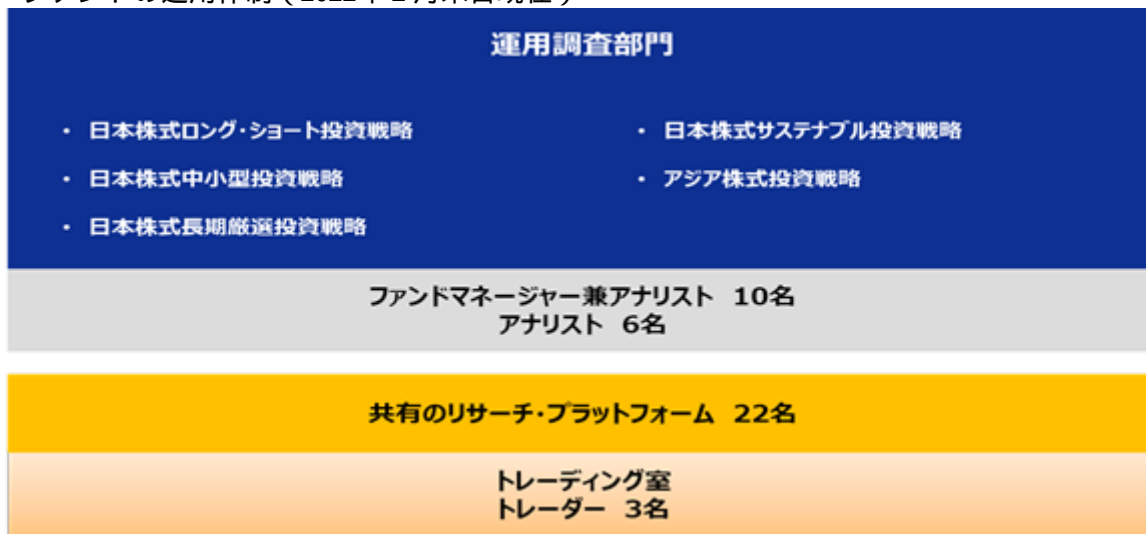 運用調査部門
・ 日本株式ロング・ショート投資戦略
・ 日本株式サステナブル投資戦略
・ 日本株式中小型投資戦略
・ アジア株式投資戦略
・ 日本株式長期厳選投資戦略
ファンドマネージャー兼アナリスト 10名
アナリスト 6名
共有のリサーチ・プラットフォーム 22名
トレーディング室
トレーダー 3名